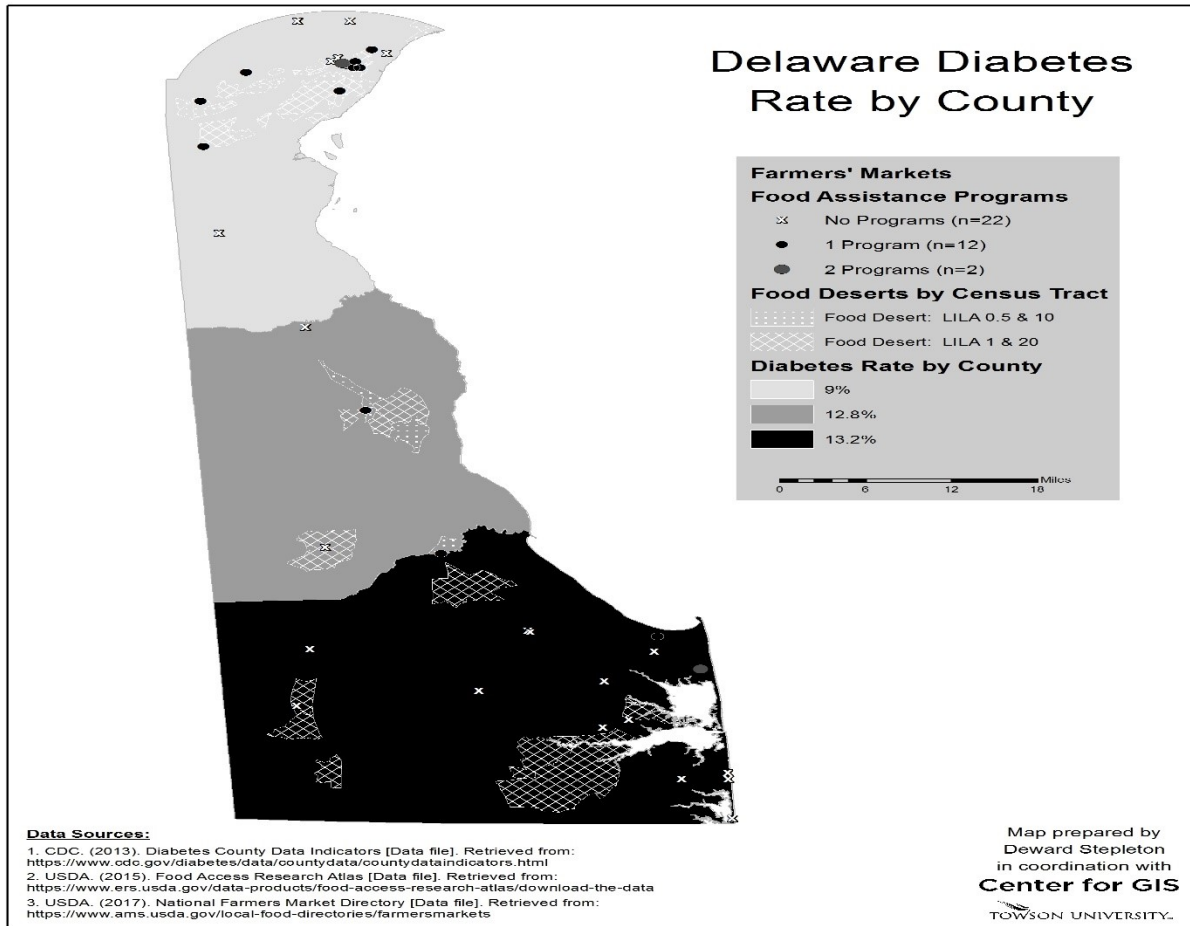 Delaware Diabetes
Rate by County
Farmers' Markets
Food Assistance Programs
No Programs (n=22)
1 Program (n=12)
2 Programs (n=2)
Food Deserts by Census Tract
Food Desert: LILA 0.5 & 10
Food Desert: LILA 1 & 20
Diabetes Rate by County
9%
12.8%
13.2%
Miles
0 6 12 18
Data Sources:
1. CDC. (2013). Diabetes County Data Indicators [Data file]. Retrieved from:
https://www.cdc.gov/diabetes/data/countydata/countydataindicators.html
2. USDA. (2015). Food Access Research Atlas [Data file]. Retrieved from:
https://www.ers.usda.gov/data-products/food-access-research-atlas/download-the-data
3. USDA. (2017). National Farmers Market Directory [Data file]. Retrieved from:
https://www.ams.usda.gov/local-food-directories/farmersmarkets
Map prepared by
Deward Stepleton
in coordination with
Center for GIS
TOWSON UNIVERSITY™